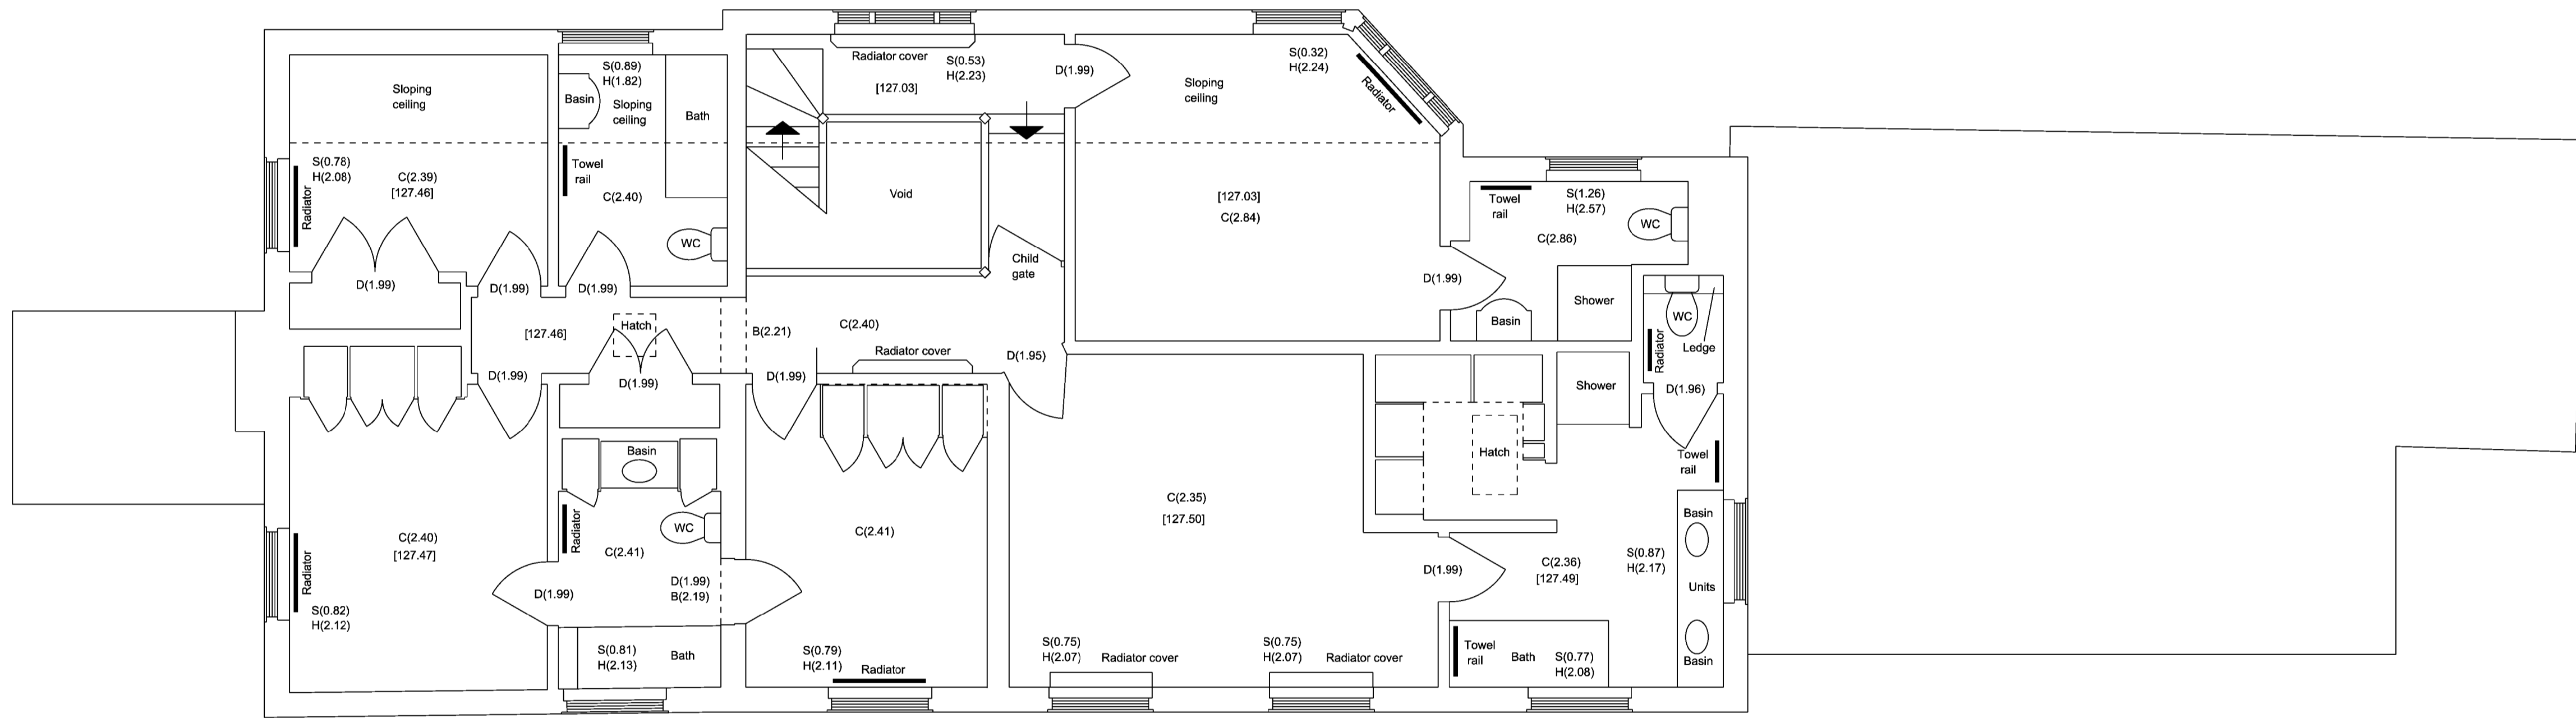 Sloping
ceiling
S(0.78)
H(2.08)
Radiator
C(2.39)
[127.46]
D(1.99)
D(1.99)
S(0.89)
H(1.82)
Basin
Sloping
ceiling
Bath
Towel
rail
C(2.40)
WC
D(1.99)
Radiator cover
S(0.53)
H(2.23)
[127.03]
D(1.99)
Void
Child
gate
Sloping
ceiling
S(0.32)
H(2.24)
Radiator
[127.03]
C(2.84)
D(1.99)
Towel
rail
S(1.26)
H(2.57)
WC
C(2.86)
Shower
Basin
WC
Radiator
Ledge
D(1.96)
[127.46]
Hatch
B(2.21)
C(2.40)
Radiator cover
D(1.95)
D(1.99)
D(1.99)
D(1.99)
Shower
Hatch
Towel
rail
C(2.40)
[127.47]
Radiator
S(0.82)
H(2.12)
Basin
Radiator
WC
C(2.41)
D(1.99)
D(1.99)
B(2.19)
S(0.81)
H(2.13)
Bath
C(2.41)
S(0.79)
H(2.11)
Radiator
C(2.35)
[127.50]
S(0.75)
H(2.07)
Radiator cover
S(0.75)
H(2.07)
Radiator cover
D(1.99)
C(2.36)
[127.49]
S(0.87)
H(2.17)
Basin
Units
Basin
Towel
rail
Bath
S(0.77)
H(2.08)